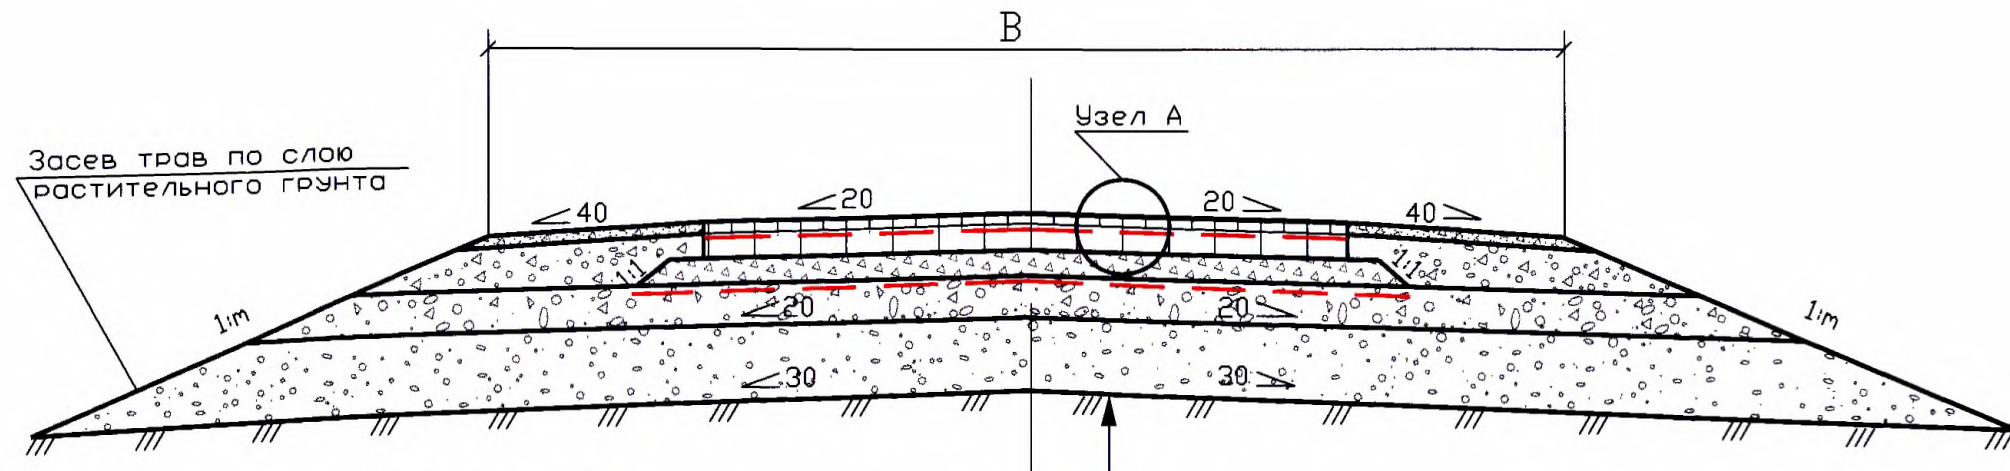 B
Узел А
Засев трав по слою
растительного грунта
40
20
20
40
1:1
1:1
1:m
20
20
1:m
30
30